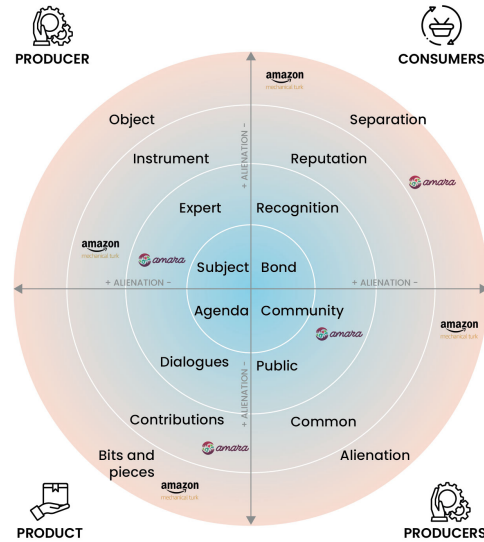 PRODUCER
CONSUMERS
amazon
mechanical turk
Object
Separation
Instrument
Reputation
+ ALIENATION -
amara
Expert
Recognition
amazon
mechanical turk
amara
Subject
Bond
+ ALIENATION -
+ ALIENATION -
Agenda
Community
amazon
mechanical turk
amara
Dialogues
Public
+ ALIENATION -
Contributions
Common
amara
Bits and
pieces
Alienation
amazon
mechanical turk
PRODUCT
PRODUCERS